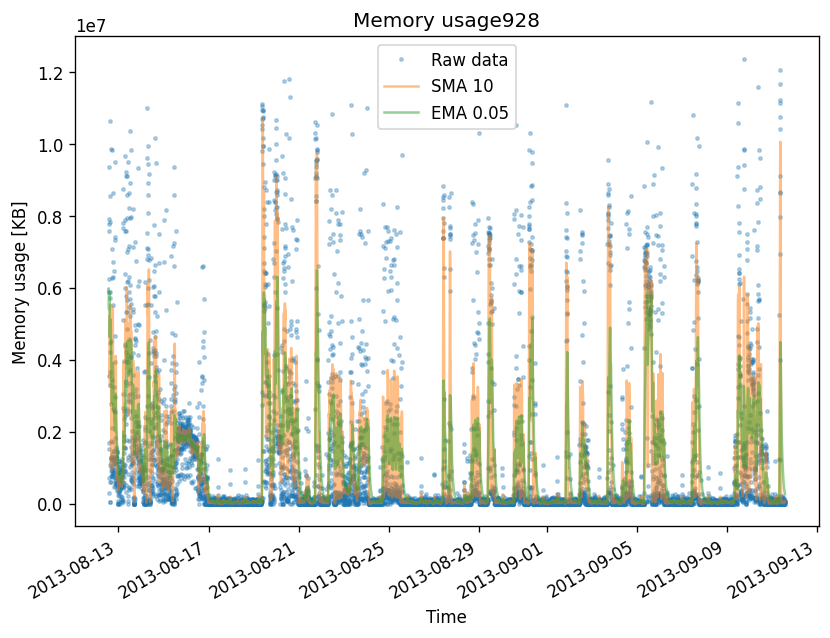 Memory usage928
1e7
Raw data
SMA 10
EMA 0.05
1.2
1.0
0.8
0.6
0.4
0.2
0.0
Memory usage [KB]
2013-08-13
2013-08-17
2013-08-21
2013-08-25
2013-08-29
2013-09-01
2013-09-05
2013-09-09
2013-09-13
Time